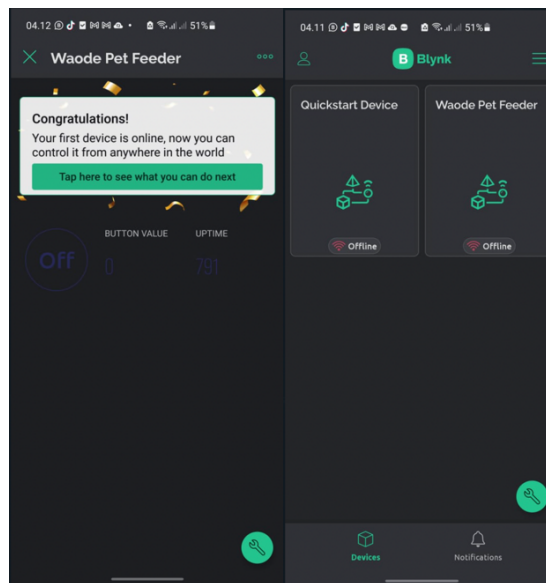 04.12
51%
Waode Pet Feeder
Congratulations!
Your first device is online, now you can
control it from anywhere in the world
Tap here to see what you can do next
BUTTON VALUE
UPTIME
Off
0
791
04.11
51%
B Blynk
Quickstart Device
Waode Pet Feeder
Offline
Offline
Devices
Notifications